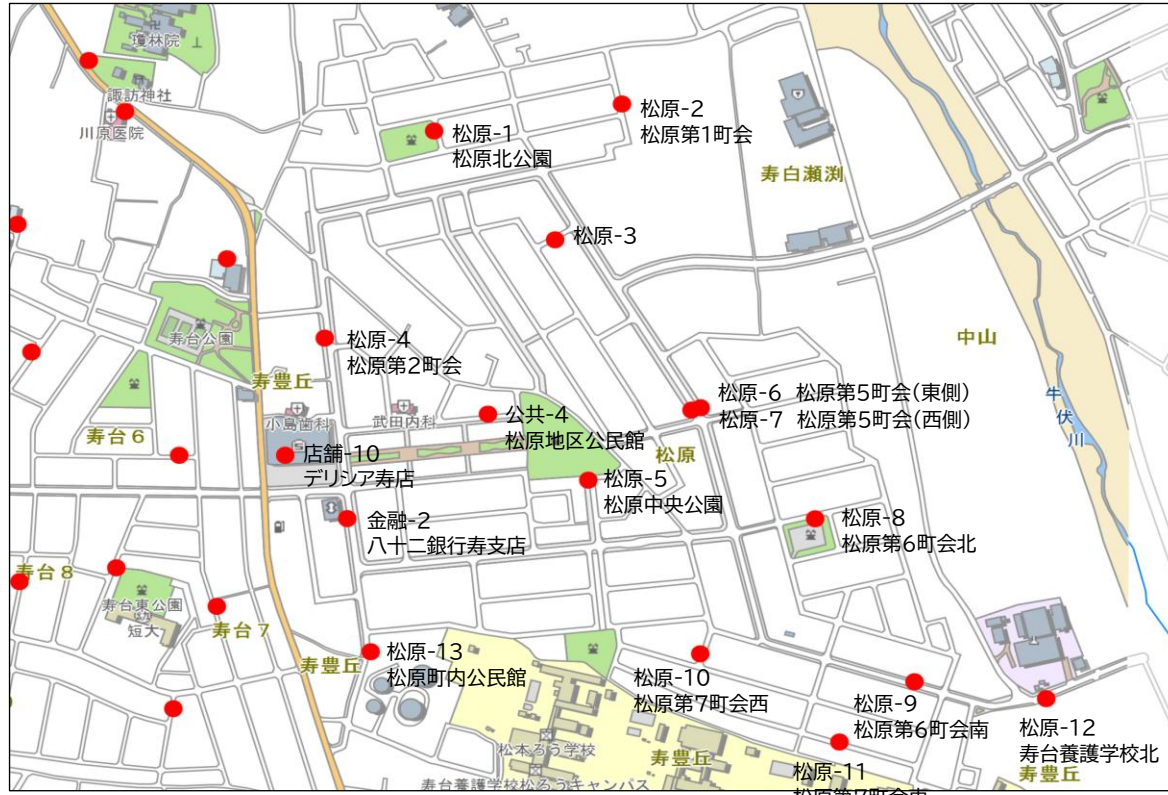 瓊林院
諏訪神社
川原医院
松原-1
松原北公園
松原-2
松原第1町会
寿白瀬渕
松原-3
寿台公園
松原-4
松原第2町会
中山
寿豊丘
牛伏川
小島歯科
武田内科
公共-4
松原地区公民館
松原-6 松原第5町会(東側)
松原-7 松原第5町会(西側)
寿台6
店舗-10
デリシア寿店
松原
松原-5
松原中央公園
金融-2
八十二銀行寿支店
松原-8
松原第6町会北
寿台8
寿台東公園
短大
寿台7
寿豊丘
松原-13
松原町内公民館
松原-10
松原第7町会西
松原-9
松原第6町会南
松原-12
寿台養護学校北
松本ろう学校
寿豊丘
松原-11
松原第7町会東
寿豊丘
寿台養護学校松ろうキャンパス